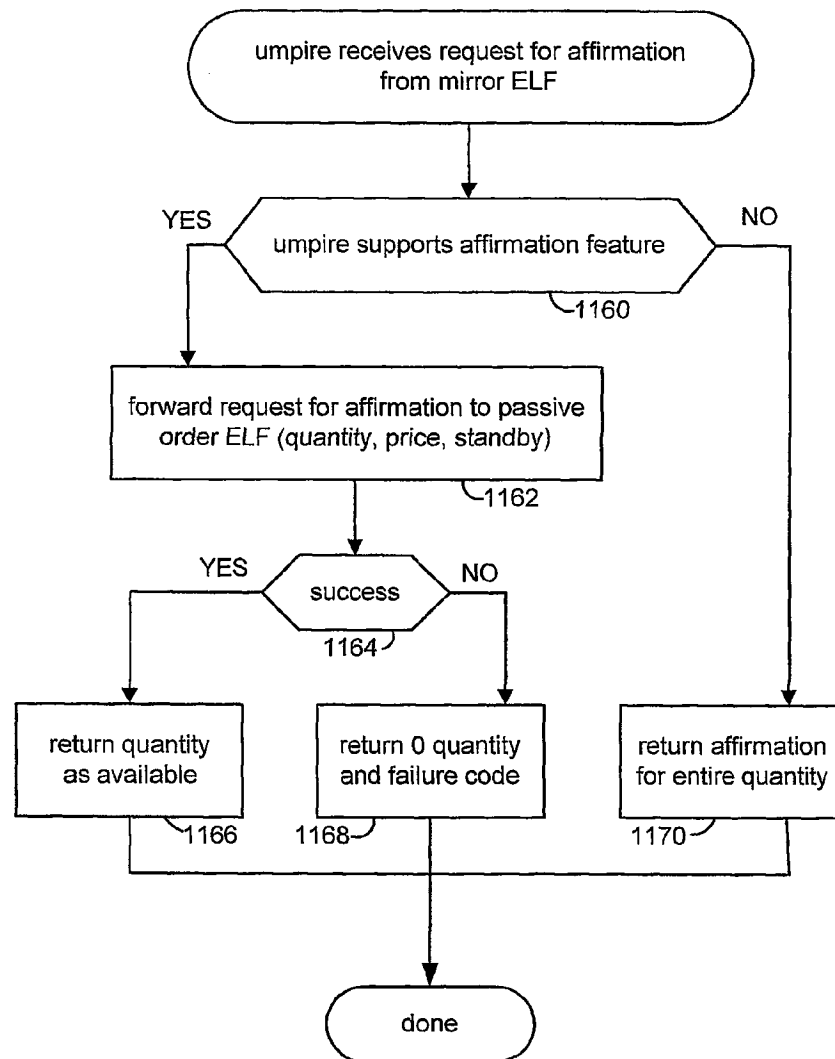 umpire receives request for affirmation
from mirror ELF
YES
NO
umpire supports affirmation feature
1160
forward request for affirmation to passive
order ELF (quantity, price, standby)
1162
YES
NO
success
1164
return quantity
as available
1166
return 0 quantity
and failure code
1168
return affirmation
for entire quantity
1170
done